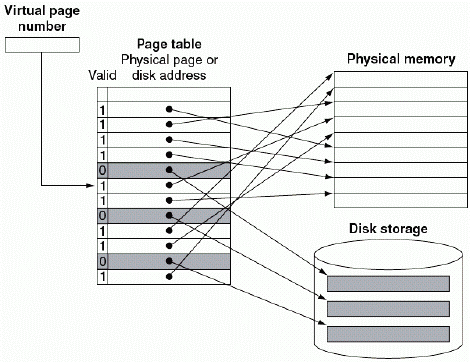 Virtual page
number
Page table
Physical page or
Valid disk address
Physical memory
1
1
1
1
0
1
1
0
1
1
0
1
Disk storage